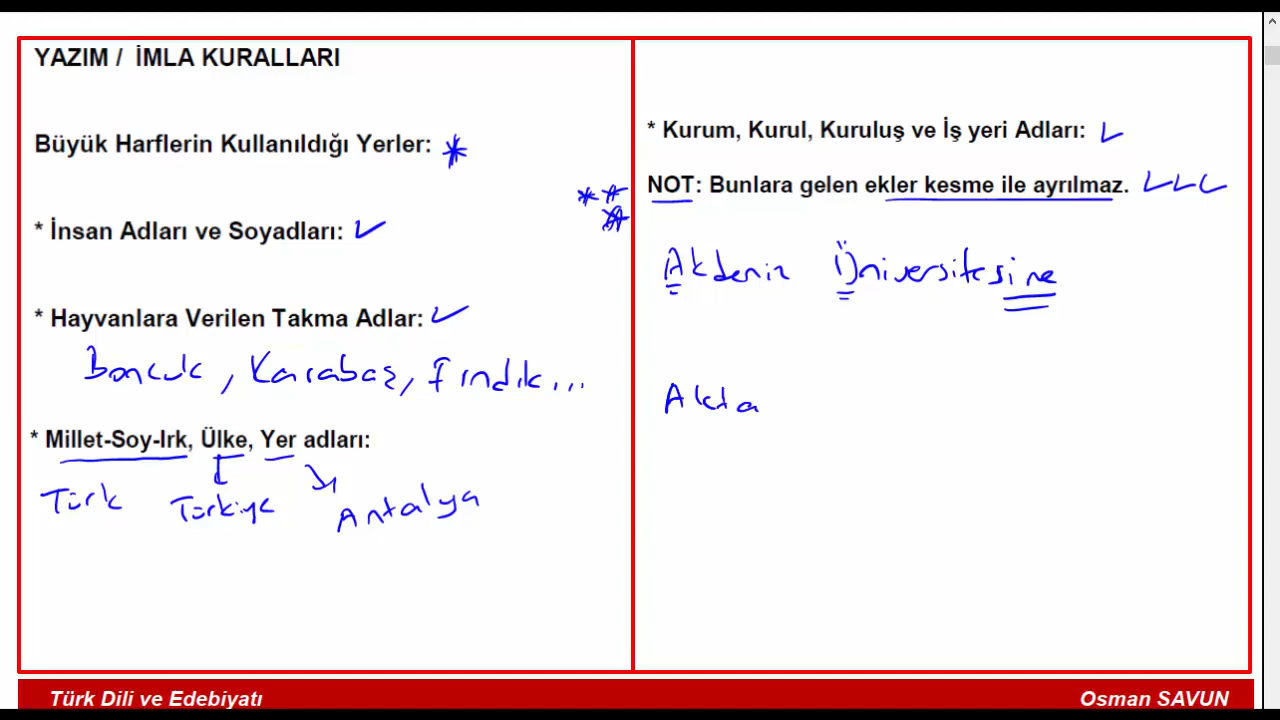 YAZIM / İMLA KURALLARI
Büyük Harflerin Kullanıldığı Yerler: *
* İnsan Adları ve Soyadları:
* Hayvanlara Verilen Takma Adlar:
Boncuk, Karabaş, Fındık...
* Millet-Soy-Irk, Ülke, Yer adları:
Türk Türkiye Antalya
* Kurum, Kurul, Kuruluş ve İş yeri Adları:
* *
*
NOT: Bunlara gelen ekler kesme ile ayrılmaz.
Akdeniz Üniversitesine
Akta
Türk Dili ve Edebiyatı
Osman SAVUN